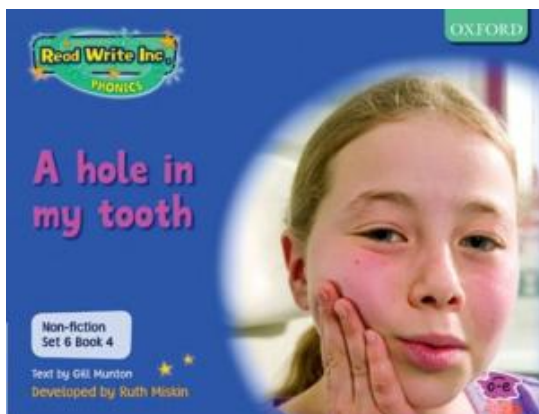 OXFORD
Read Write Inc.
PHONICS
A hole in
my tooth
Non-fiction
Set 6 Book 4
Text by Gill Munton
Developed by Ruth Miskin
o-e